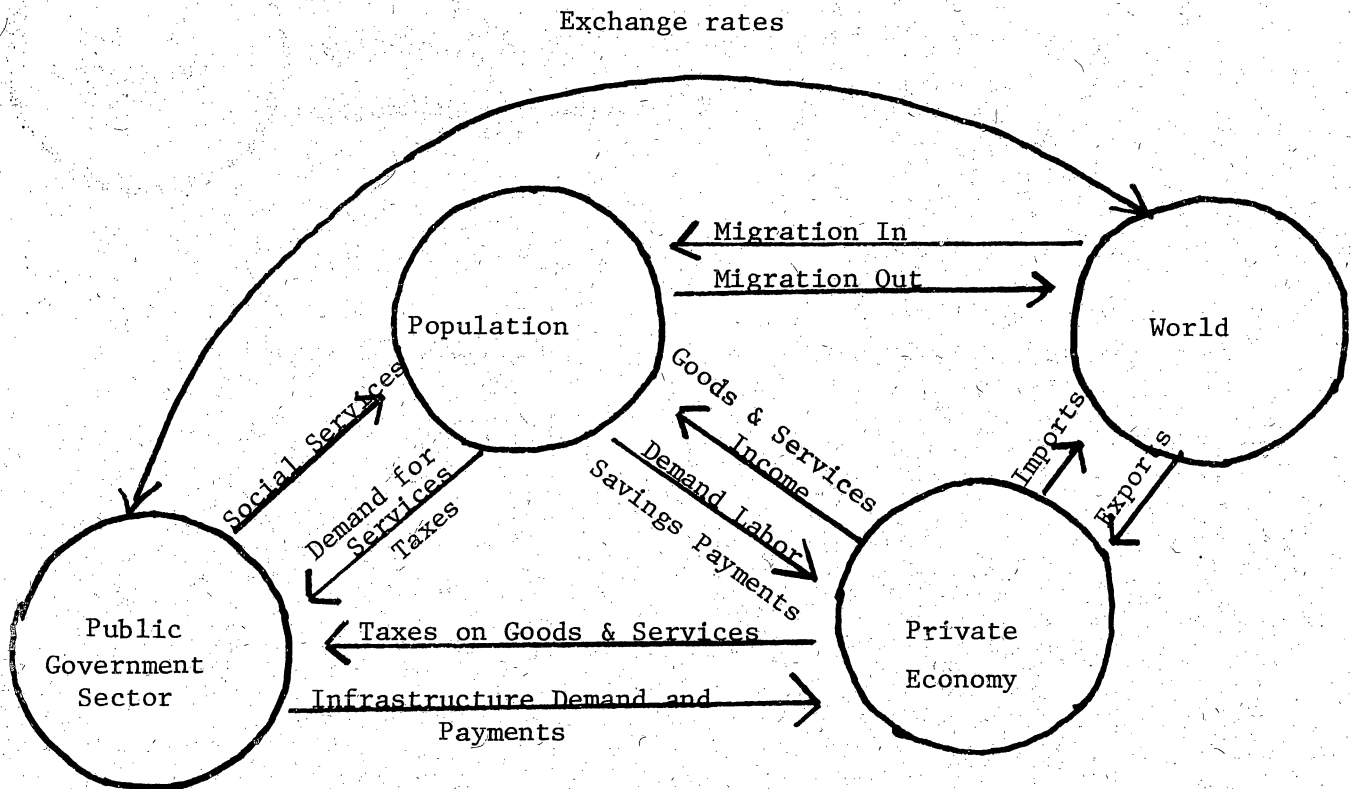 Exchange rates
Migration In
Migration Out
Population
World
Goods & Services
Income
Demand Labor
Savings Payments
Imports
Exports
Social Services
Demand for
Services
Taxes
Public
Government
Sector
Taxes on Goods & Services
Infrastructure Demand and
Payments
Private
Economy